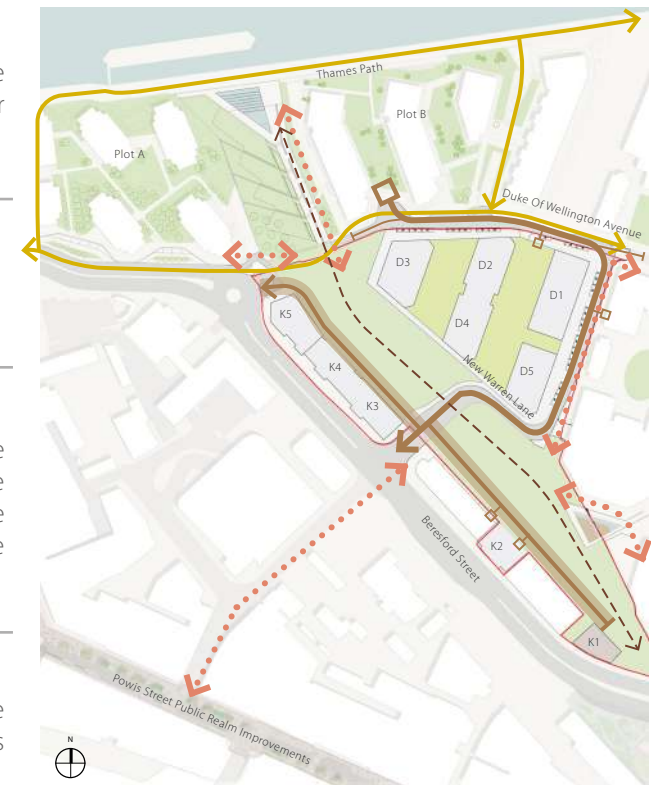 Thames Path
Plot B
Plot A
Duke Of Wellington Avenue
D3
D2
D1
K5
D4
K4
New Warren Lane
D5
K3
Beresford Street
K2
K1
Powis Street Public Realm Improvements
N
e
r
e
e
e
e
e
s